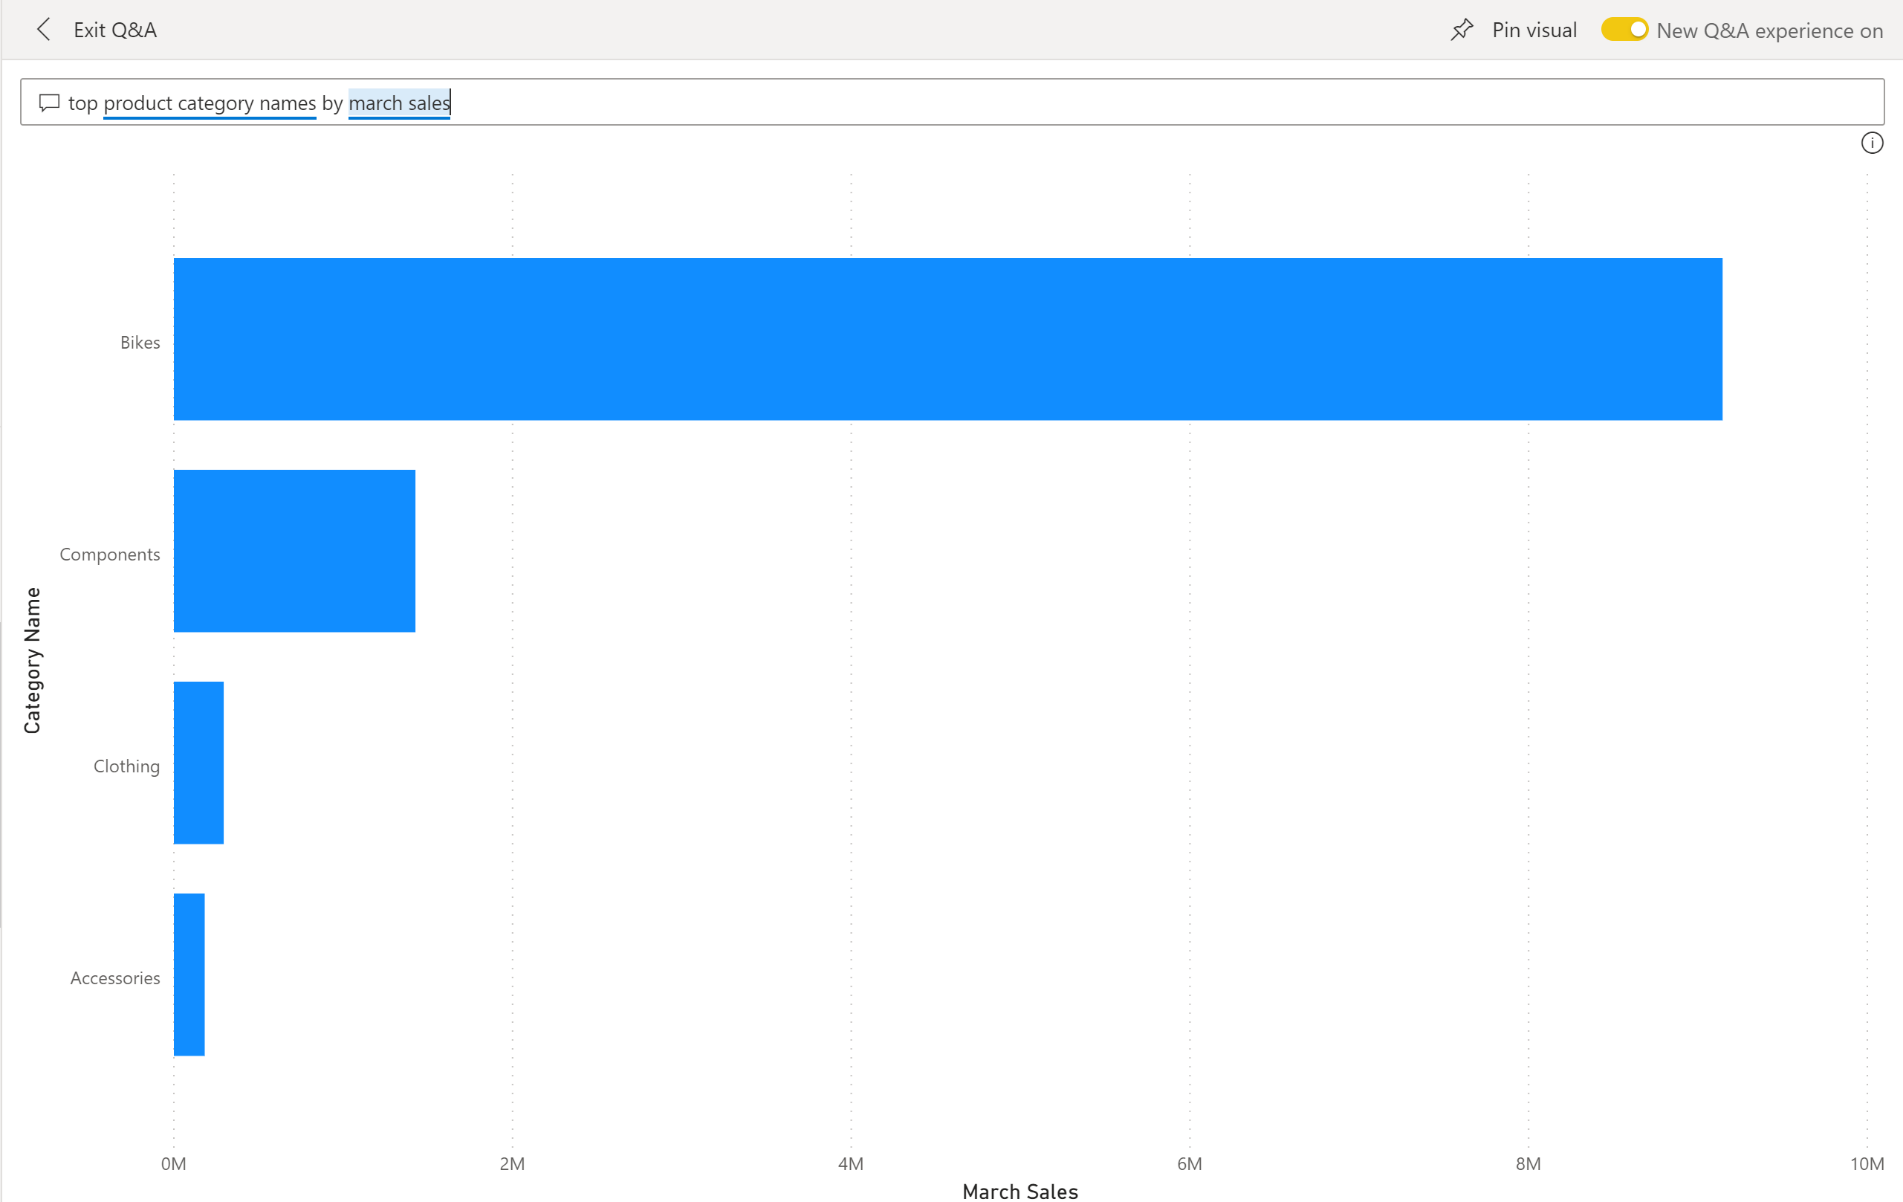 Exit Q&A
Pin visual
New Q&A experience on
top product category names by march sales
Bikes
Components
Clothing
Accessories
Category Name
0M 2M 4M 6M 8M 10M
March Sales